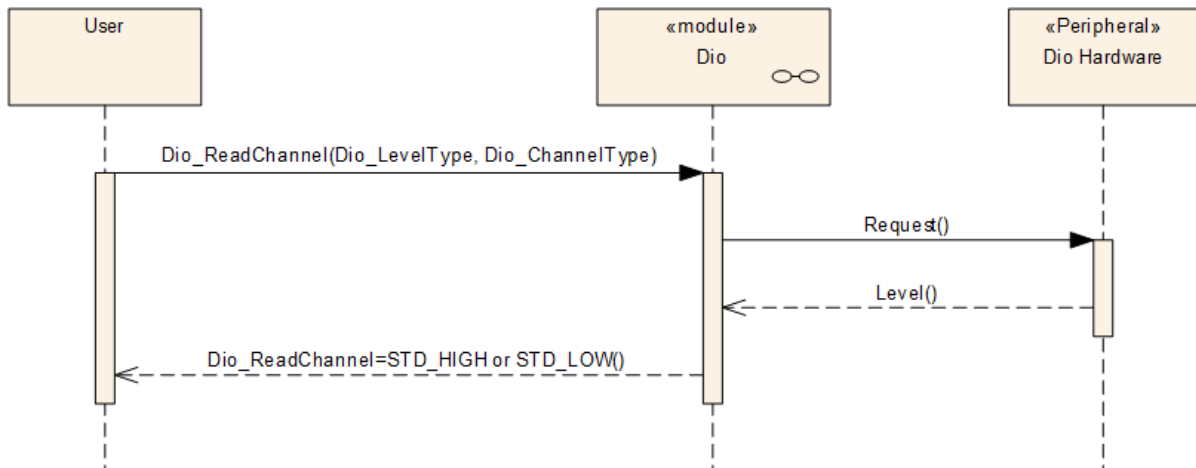 User
«module»
Dio
«Peripheral»
Dio Hardware
Dio_ReadChannel(Dio_LevelType, Dio_ChannelType)
Request()
Level()
Dio_ReadChannel=STD_HIGH or STD_LOW()